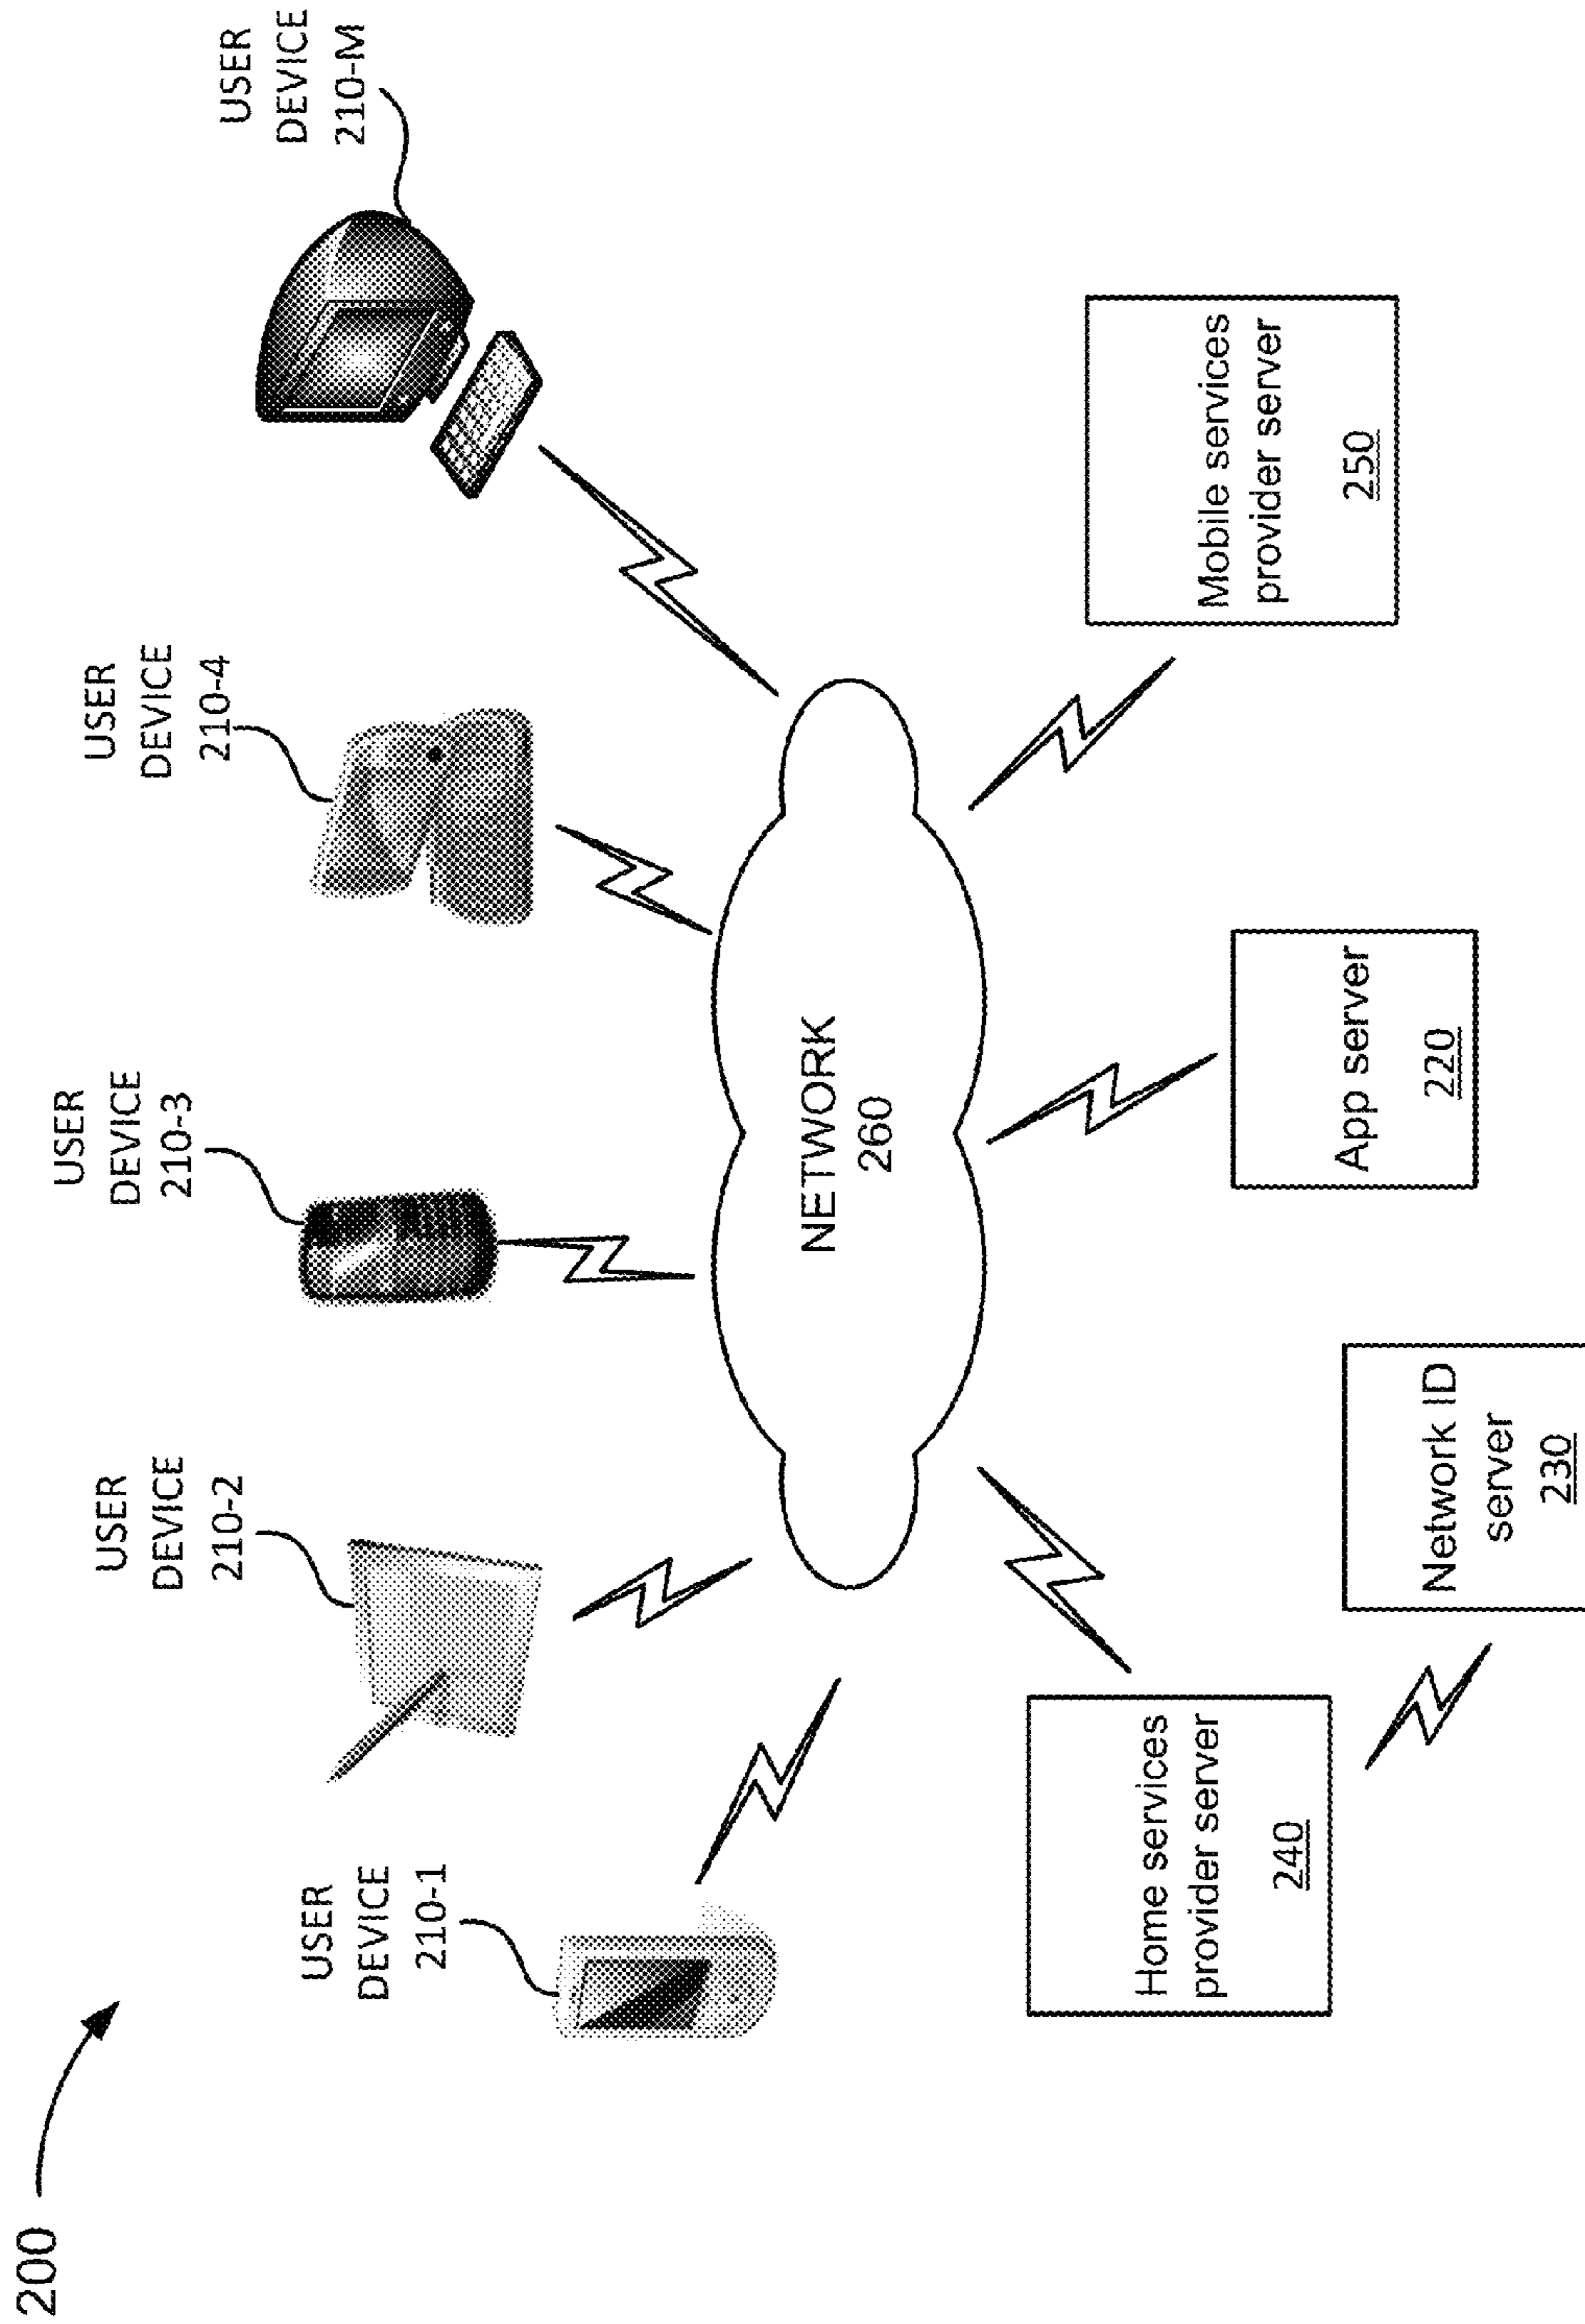 200
USER
DEVICE
210-1
USER
DEVICE
210-2
USER
DEVICE
210-3
USER
DEVICE
210-4
USER
DEVICE
210-M
NETWORK
260
Home services
provider server
240
Network ID
server
230
App server
220
Mobile services
provider server
250